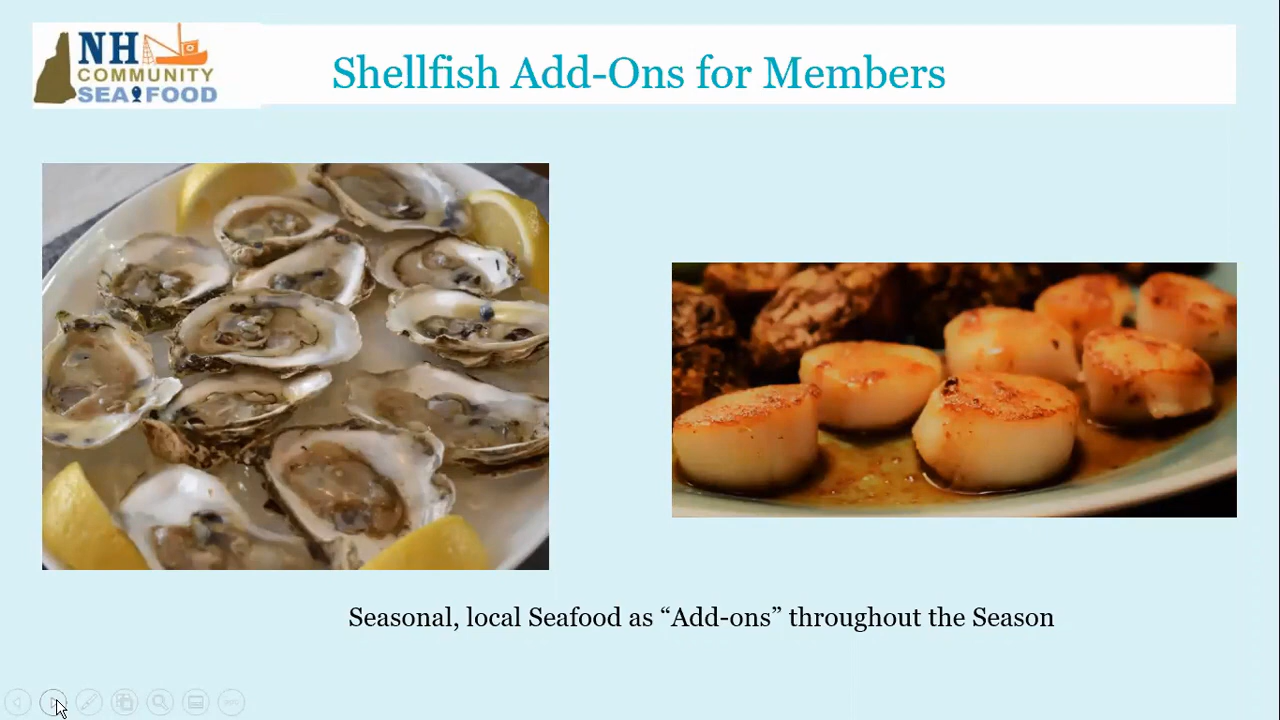 NH
COMMUNITY
SEAFOOD
Shellfish Add-Ons for Members
Seasonal, local Seafood as “Add-ons” throughout the Season